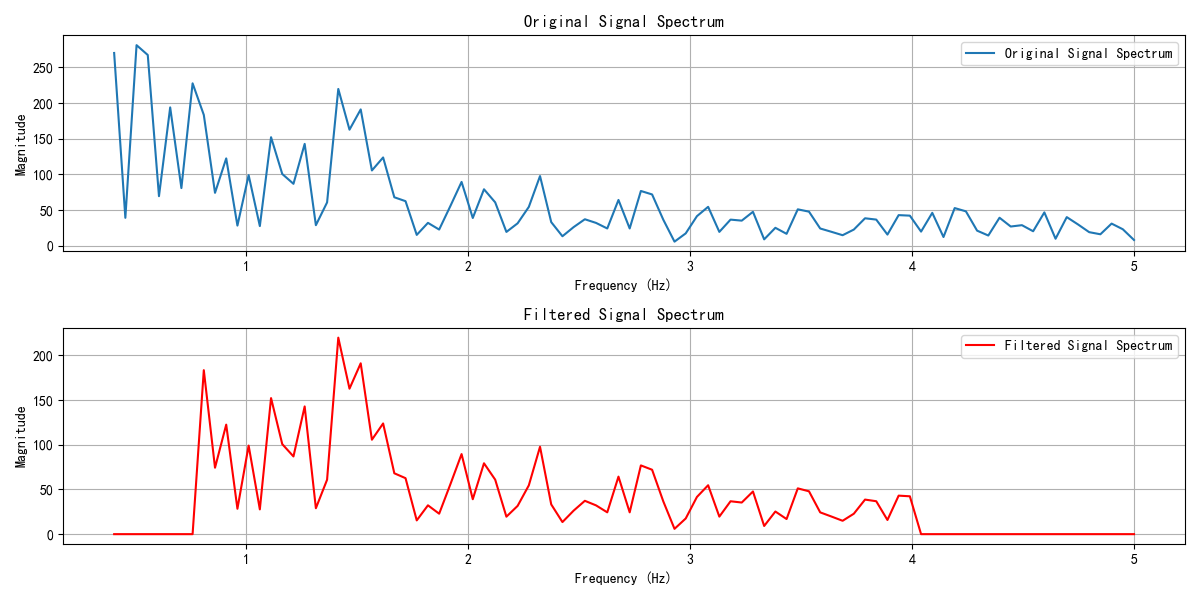 Original Signal Spectrum
Original Signal Spectrum
250
200
150
100
50
0
Magnitude
1 2 3 4 5
Frequency (Hz)
Filtered Signal Spectrum
Filtered Signal Spectrum
200
150
100
50
0
Magnitude
1 2 3 4 5
Frequency (Hz)